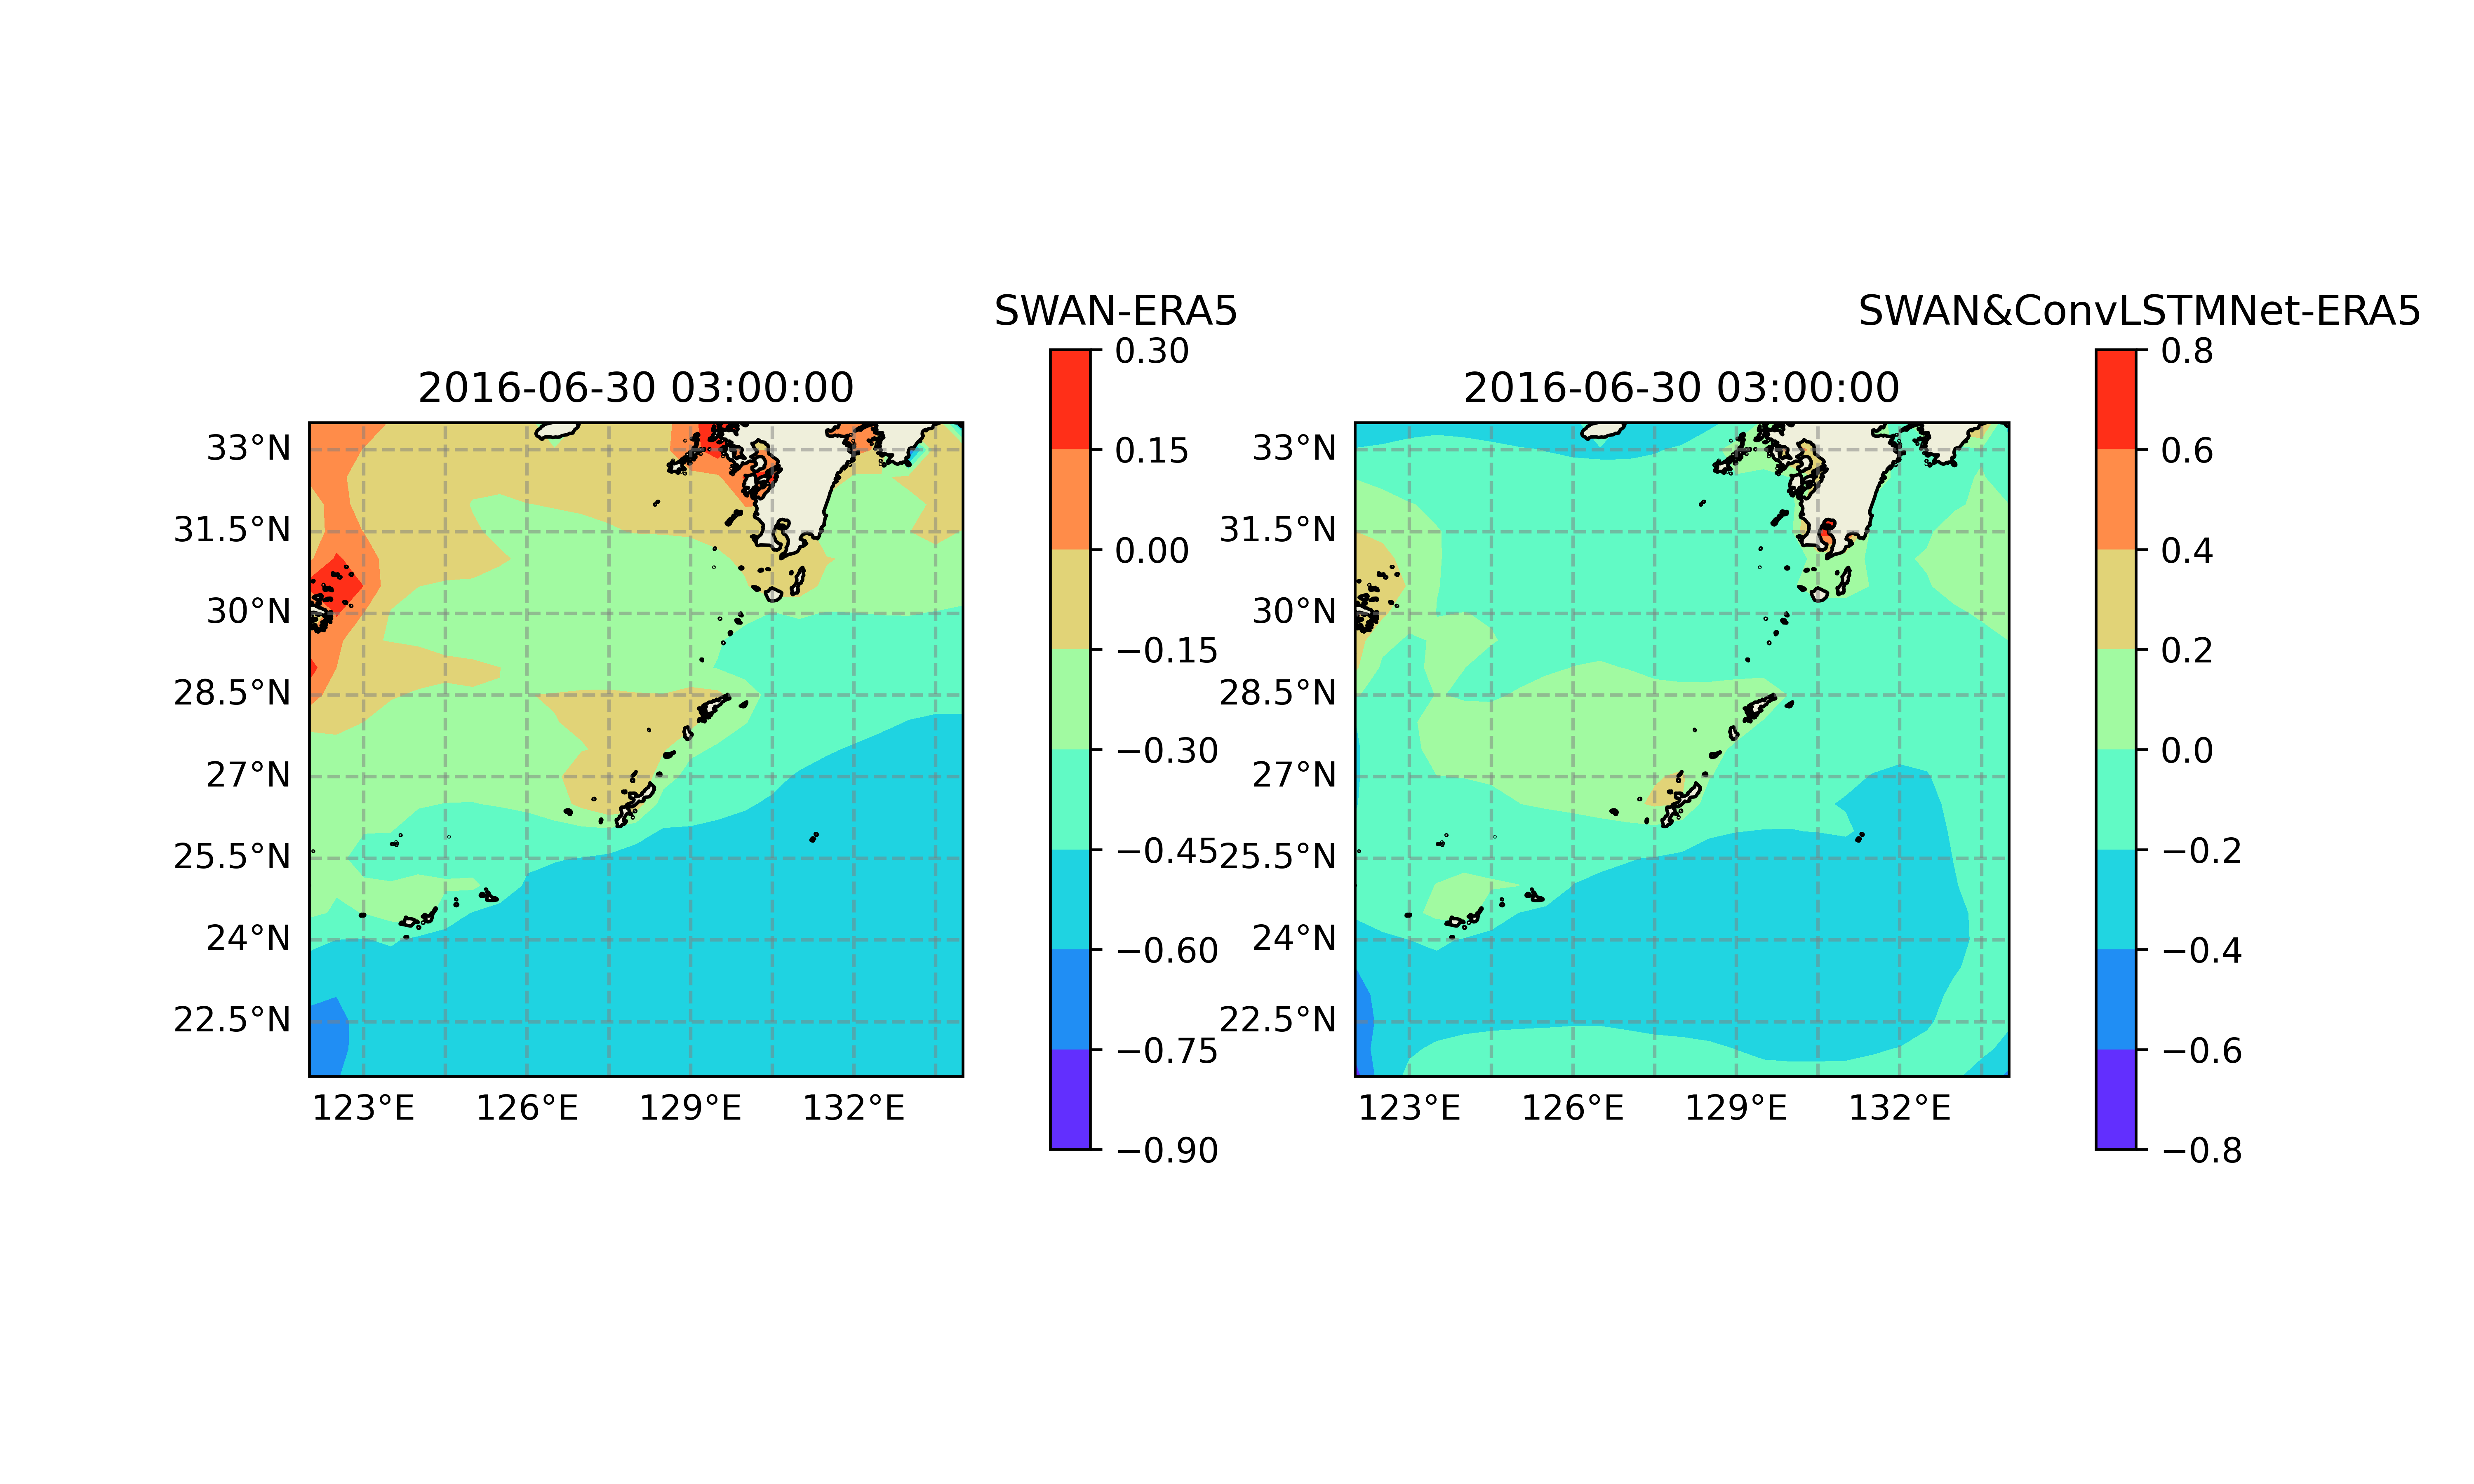 SWAN-ERA5
2016-06-30 03:00:00
33°N
31.5°N
30°N
28.5°N
27°N
25.5°N
24°N
22.5°N
123°E 126°E 129°E 132°E
0.30
0.15
0.00
−0.15
−0.30
−0.45
−0.60
−0.75
−0.90
SWAN&ConvLSTMNet-ERA5
2016-06-30 03:00:00
33°N
31.5°N
30°N
28.5°N
27°N
25.5°N
24°N
22.5°N
123°E 126°E 129°E 132°E
0.8
0.6
0.4
0.2
0.0
−0.2
−0.4
−0.6
−0.8